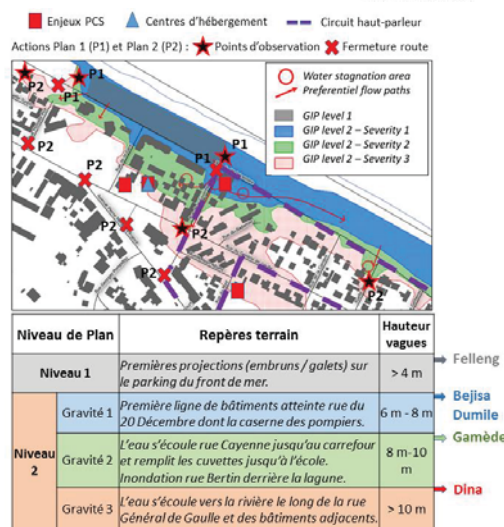 Enjeux PCS Centres d'hébergement Circuit haut-parleur
Actions Plan 1 (P1) et Plan 2 (P2) : Points d'observation Fermeture route
P1
P2
P1
P2
P2
P1
P2
P2
P2
Water stagnation area
Preferentiel flow paths
GIP level 1
GIP level 2 – Severity 1
GIP level 2 – Severity 2
GIP level 2 – Severity 3
Niveau de Plan Repères terrain Hauteur vagues
Niveau 1
Premières projections (embruns / galets) sur
le parking du front de mer.
> 4 m
Felleng
Niveau 2
Gravité 1
Première ligne de bâtiments atteinte rue du
20 Décembre dont la caserne des pompiers.
6 m - 8 m
Bejisa
Dumile
Gravité 2
L'eau s'écoule rue Cayenne jusqu'au carrefour
et remplit les cuvettes jusqu'à l'école.
Inondation rue Bertin derrière la lagune.
8 m-10
m
Gamède
Gravité 3
L'eau s'écoule vers la rivière le long de la rue
Général de Gaulle et des bâtiments adjacents.
> 10 m
Dina